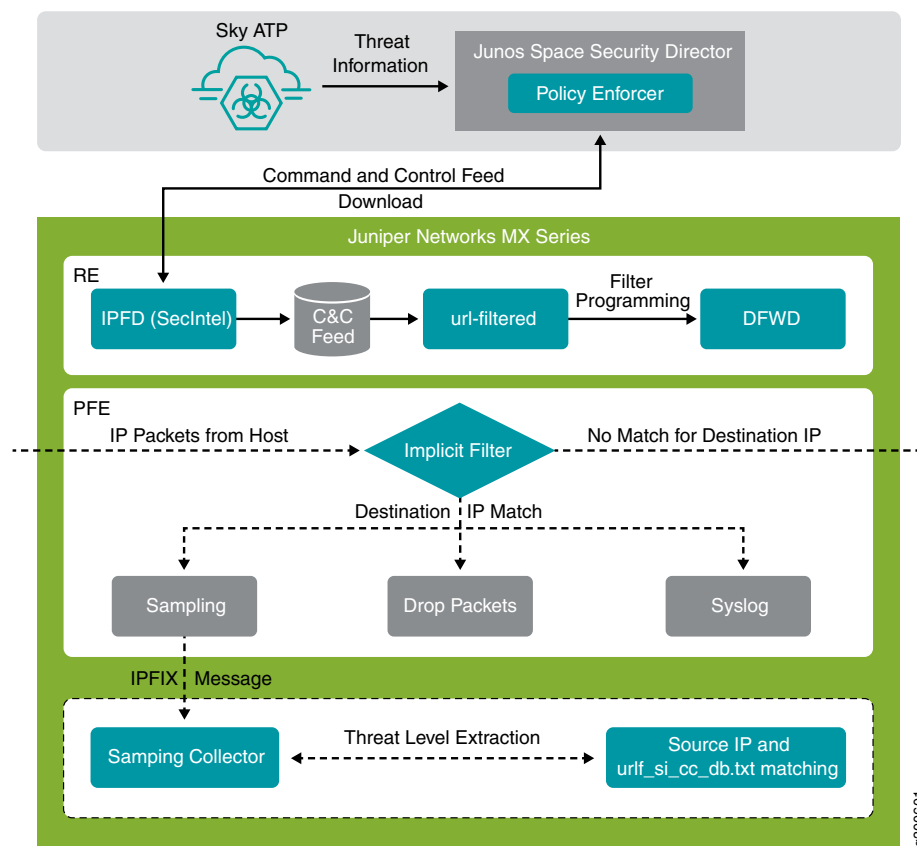 Sky ATP
Threat
Information
Junos Space Security Director
Policy Enforcer
Command and Control Feed
Download
Juniper Networks MX Series
RE
IPFD (SecIntel)
C&C
Feed
url-filtered
Filter
Programming
DFWD
PFE
IP Packets from Host
Implicit Filter
No Match for Destination IP
Destination IP Match
Sampling
Drop Packets
Syslog
IPFIX Message
Samping Collector
Threat Level Extraction
Source IP and
urlf_si_cc_db.txt matching